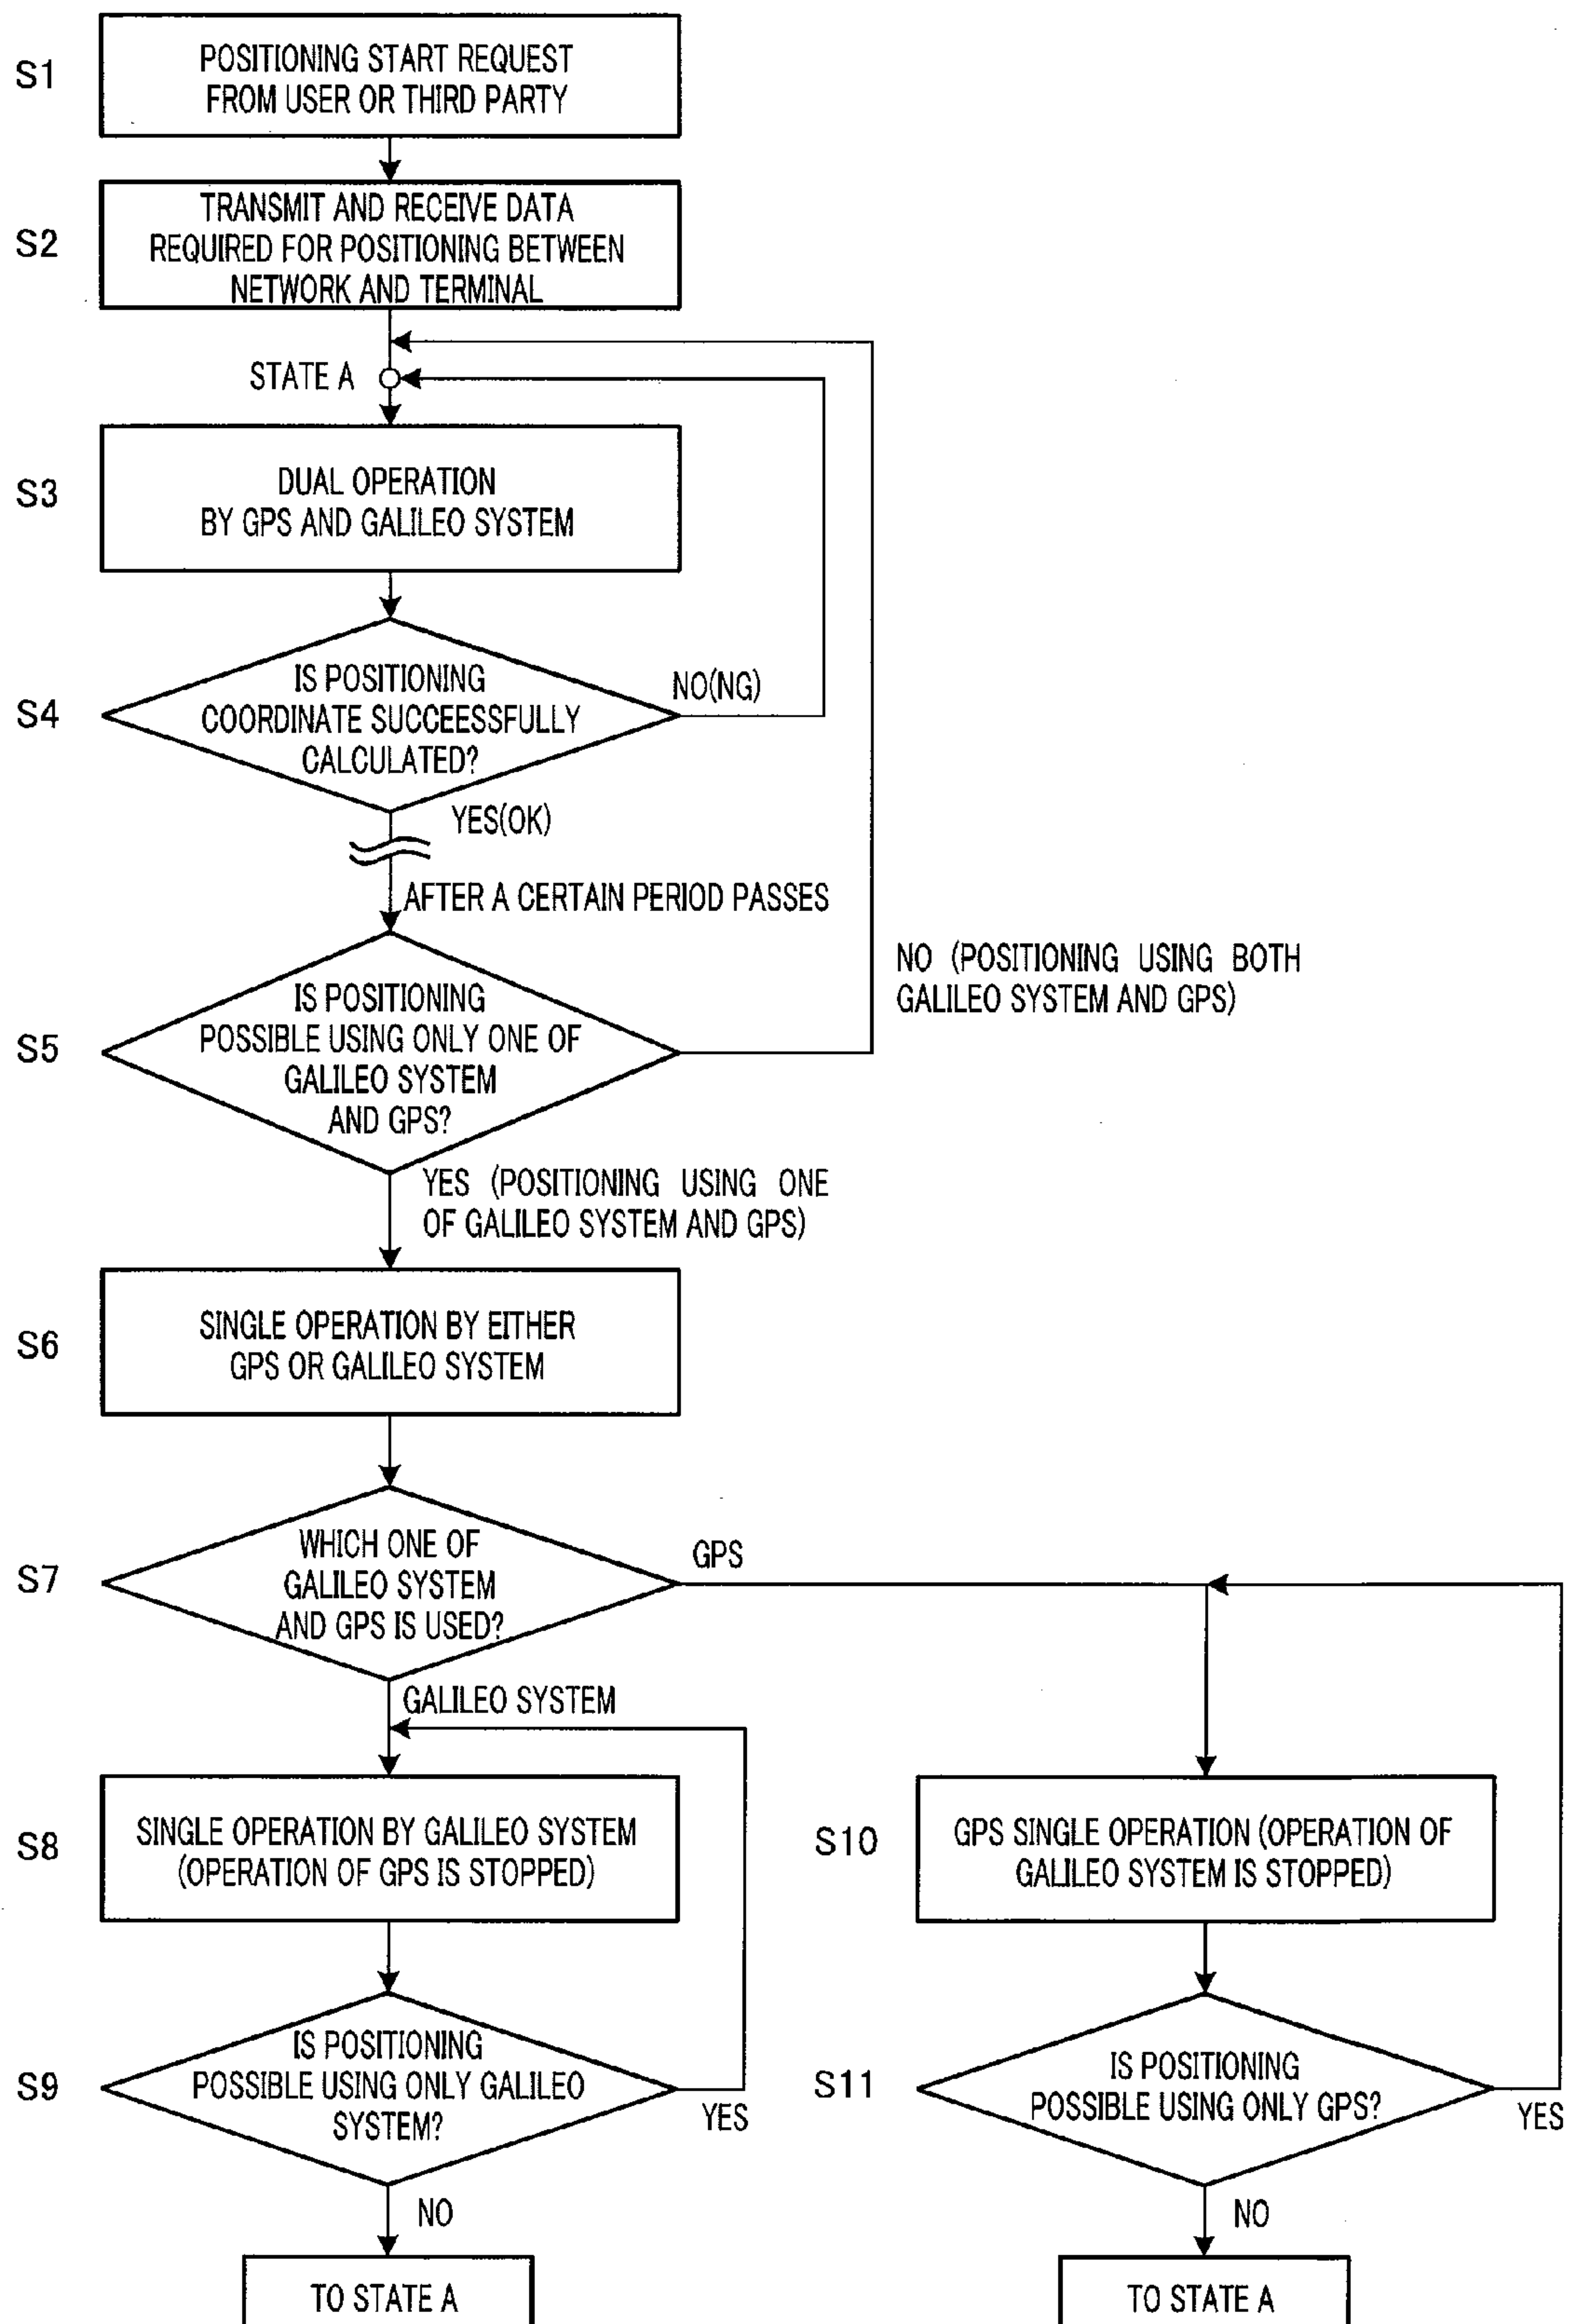 S1
POSITIONING START REQUEST
FROM USER OR THIRD PARTY
S2
TRANSMIT AND RECEIVE DATA
REQUIRED FOR POSITIONING BETWEEN
NETWORK AND TERMINAL
STATE A
S3
DUAL OPERATION
BY GPS AND GALILEO SYSTEM
S4
IS POSITIONING
COORDINATE SUCCEESSFULLY
CALCULATED?
NO(NG)
YES(OK)
AFTER A CERTAIN PERIOD PASSES
NO (POSITIONING USING BOTH
GALILEO SYSTEM AND GPS)
S5
IS POSITIONING
POSSIBLE USING ONLY ONE OF
GALILEO SYSTEM
AND GPS?
YES (POSITIONING USING ONE
OF GALILEO SYSTEM AND GPS)
S6
SINGLE OPERATION BY EITHER
GPS OR GALILEO SYSTEM
S7
WHICH ONE OF
GALILEO SYSTEM
AND GPS IS USED?
GPS
GALILEO SYSTEM
S8
SINGLE OPERATION BY GALILEO SYSTEM
(OPERATION OF GPS IS STOPPED)
S10
GPS SINGLE OPERATION (OPERATION OF
GALILEO SYSTEM IS STOPPED)
S9
IS POSITIONING
POSSIBLE USING ONLY GALILEO
SYSTEM?
YES
S11
IS POSITIONING
POSSIBLE USING ONLY GPS?
YES
NO
NO
TO STATE A
TO STATE A